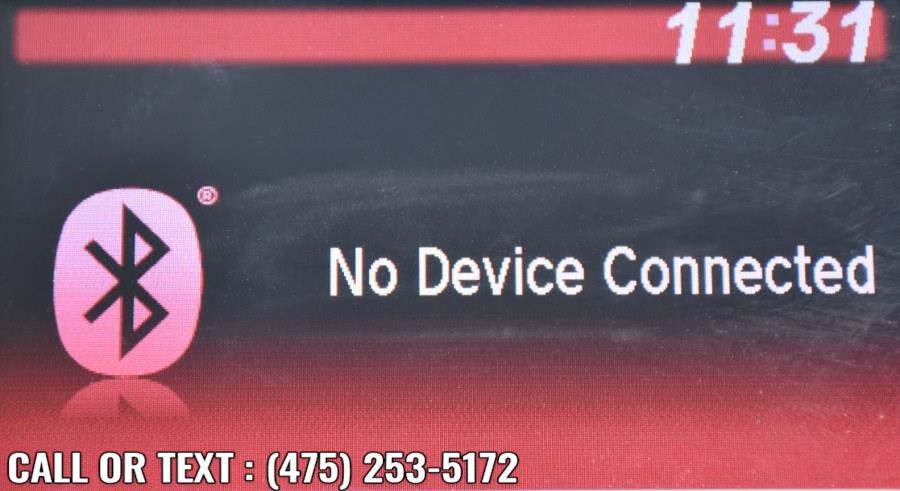 11:31
®
No Device Connected
CALL OR TEXT : (475) 253-5172